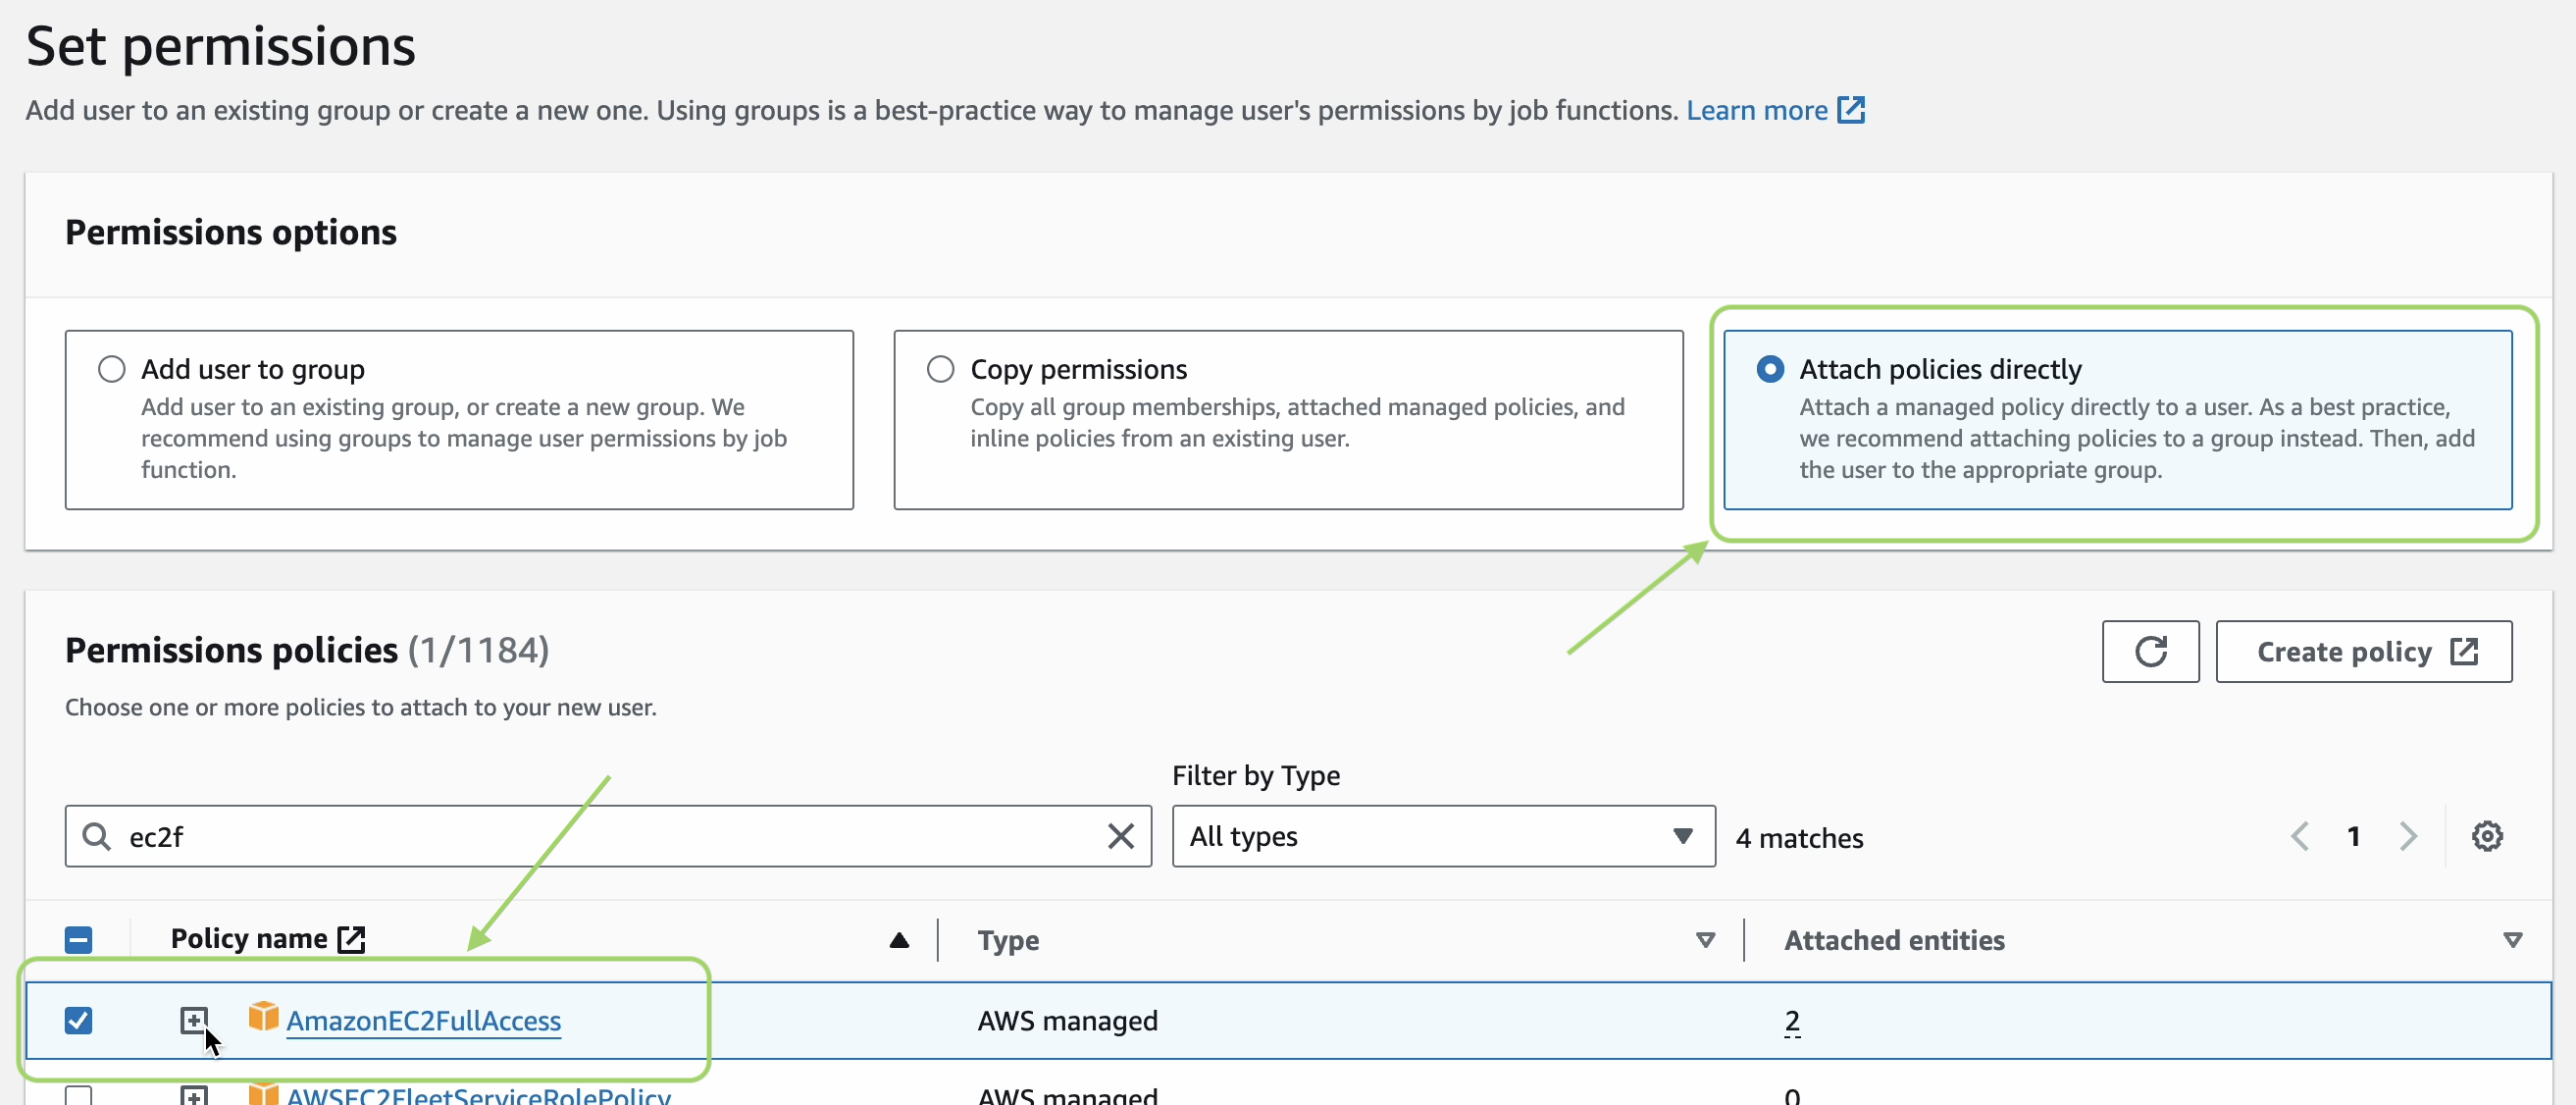 Set permissions
Add user to an existing group or create a new one. Using groups is a best-practice way to manage user's permissions by job functions. Learn more
Permissions options
Add user to group
Add user to an existing group, or create a new group. We
recommend using groups to manage user permissions by job
function.
Copy permissions
Copy all group memberships, attached managed policies, and
inline policies from an existing user.
Attach policies directly
Attach a managed policy directly to a user. As a best practice,
we recommend attaching policies to a group instead. Then, add
the user to the appropriate group.
Permissions policies (1/1184)
Create policy
Choose one or more policies to attach to your new user.
Filter by Type
ec2f
All types
4 matches
1
Policy name
Type
Attached entities
AmazonEC2FullAccess
AWS managed
2
AWSEC2FleetServiceRolePolicy
AWS managed
0